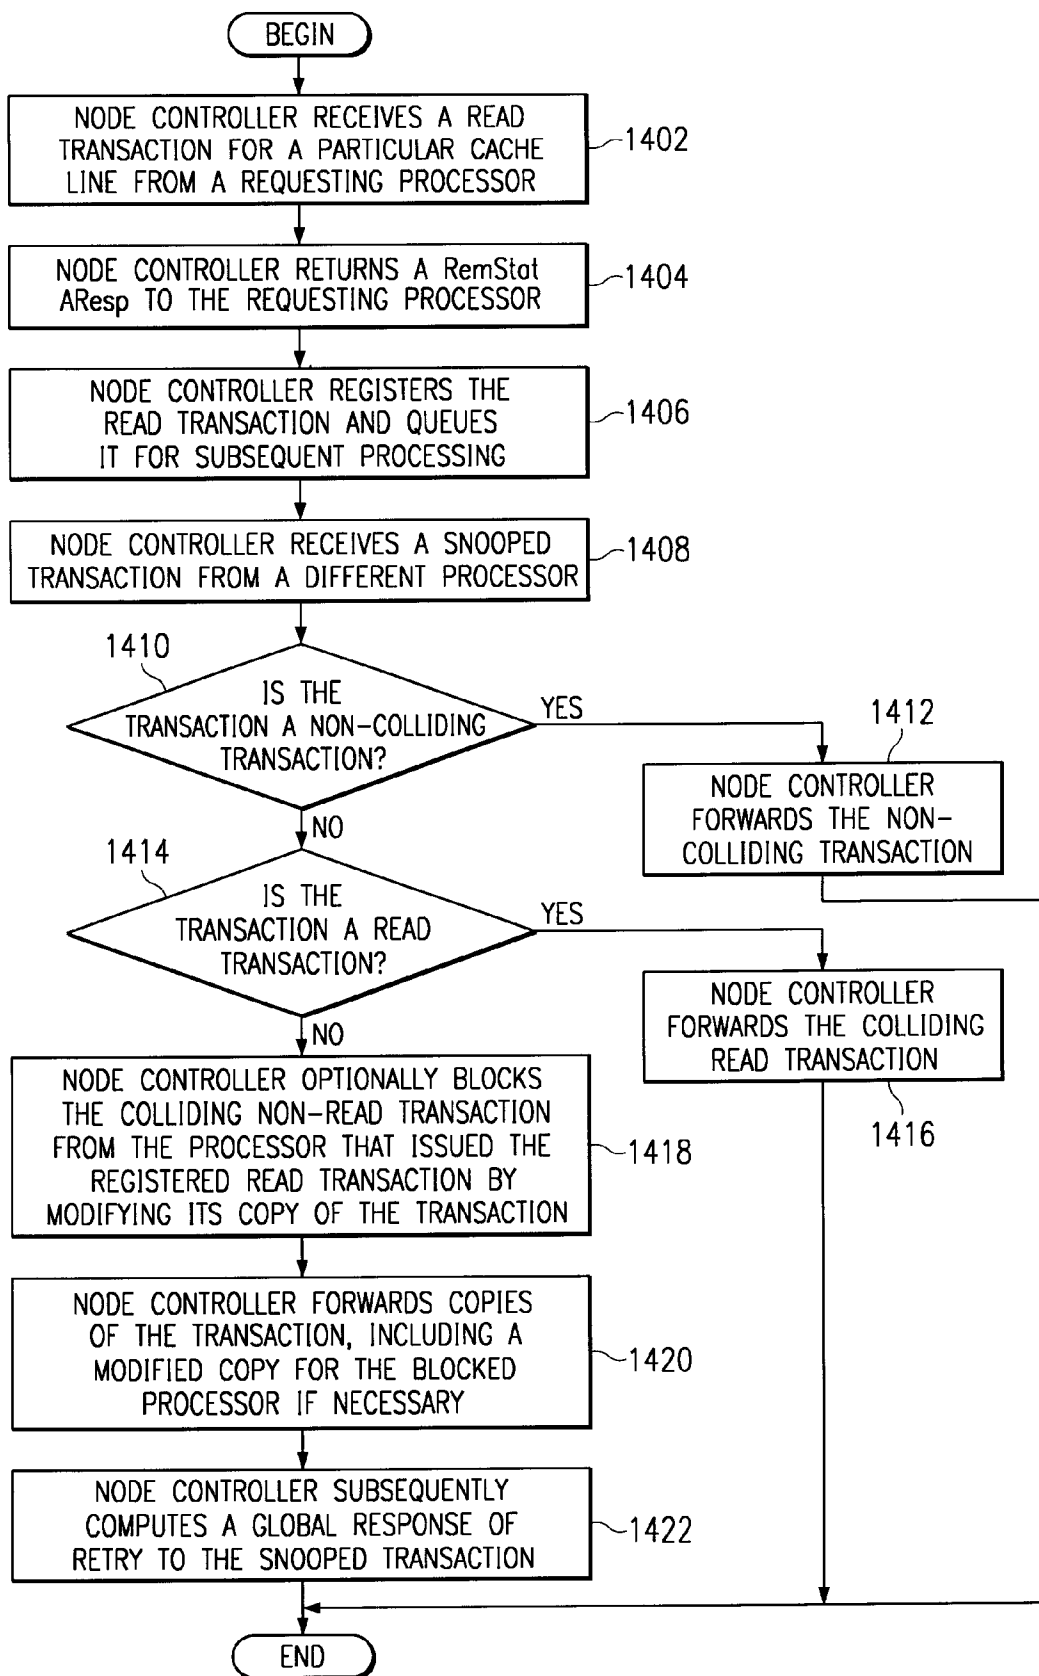 BEGIN
NODE CONTROLLER RECEIVES A READ
TRANSACTION FOR A PARTICULAR CACHE
LINE FROM A REQUESTING PROCESSOR
1402
NODE CONTROLLER RETURNS A RemStat
AResp TO THE REQUESTING PROCESSOR
1404
NODE CONTROLLER REGISTERS THE
READ TRANSACTION AND QUEUES
IT FOR SUBSEQUENT PROCESSING
1406
NODE CONTROLLER RECEIVES A SNOOPED
TRANSACTION FROM A DIFFERENT PROCESSOR
1408
1410
IS THE
TRANSACTION A NON-COLLIDING
TRANSACTION?
YES
NO
1412
NODE CONTROLLER
FORWARDS THE NON-
COLLIDING TRANSACTION
1414
IS THE
TRANSACTION A READ
TRANSACTION?
YES
NO
NODE CONTROLLER
FORWARDS THE COLLIDING
READ TRANSACTION
1416
NODE CONTROLLER OPTIONALLY BLOCKS
THE COLLIDING NON-READ TRANSACTION
FROM THE PROCESSOR THAT ISSUED THE
REGISTERED READ TRANSACTION BY
MODIFYING ITS COPY OF THE TRANSACTION
1418
NODE CONTROLLER FORWARDS COPIES
OF THE TRANSACTION, INCLUDING A
MODIFIED COPY FOR THE BLOCKED
PROCESSOR IF NECESSARY
1420
NODE CONTROLLER SUBSEQUENTLY
COMPUTES A GLOBAL RESPONSE OF
RETRY TO THE SNOOPED TRANSACTION
1422
END